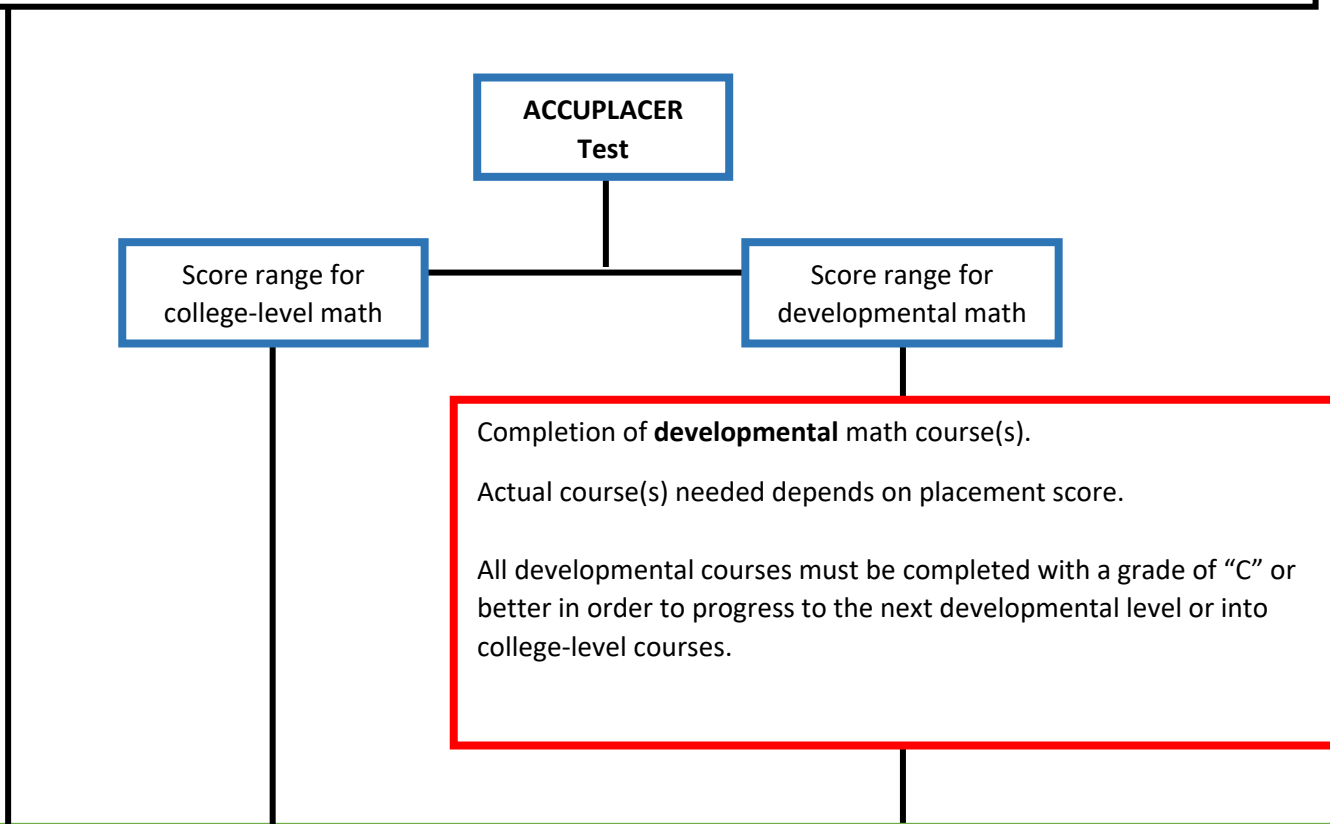 ACCUPLACER
Test
Score range for
college-level math
Score range for
developmental math
Completion of developmental math course(s).
Actual course(s) needed depends on placement score.
All developmental courses must be completed with a grade of “C” or
better in order to progress to the next developmental level or into
college-level courses.